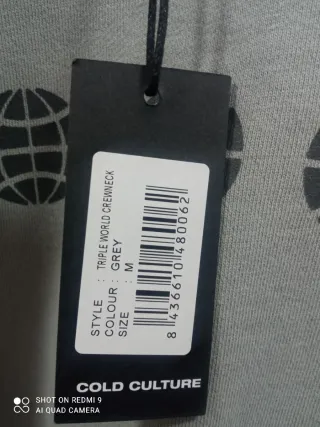 STYLE : TRIPLE WORLD CREWNECK
COLOUR : GREY
SIZE : M
8 436610 480062
COLD CULTURE
SHOT ON REDMI 9
AI QUAD CAMERA